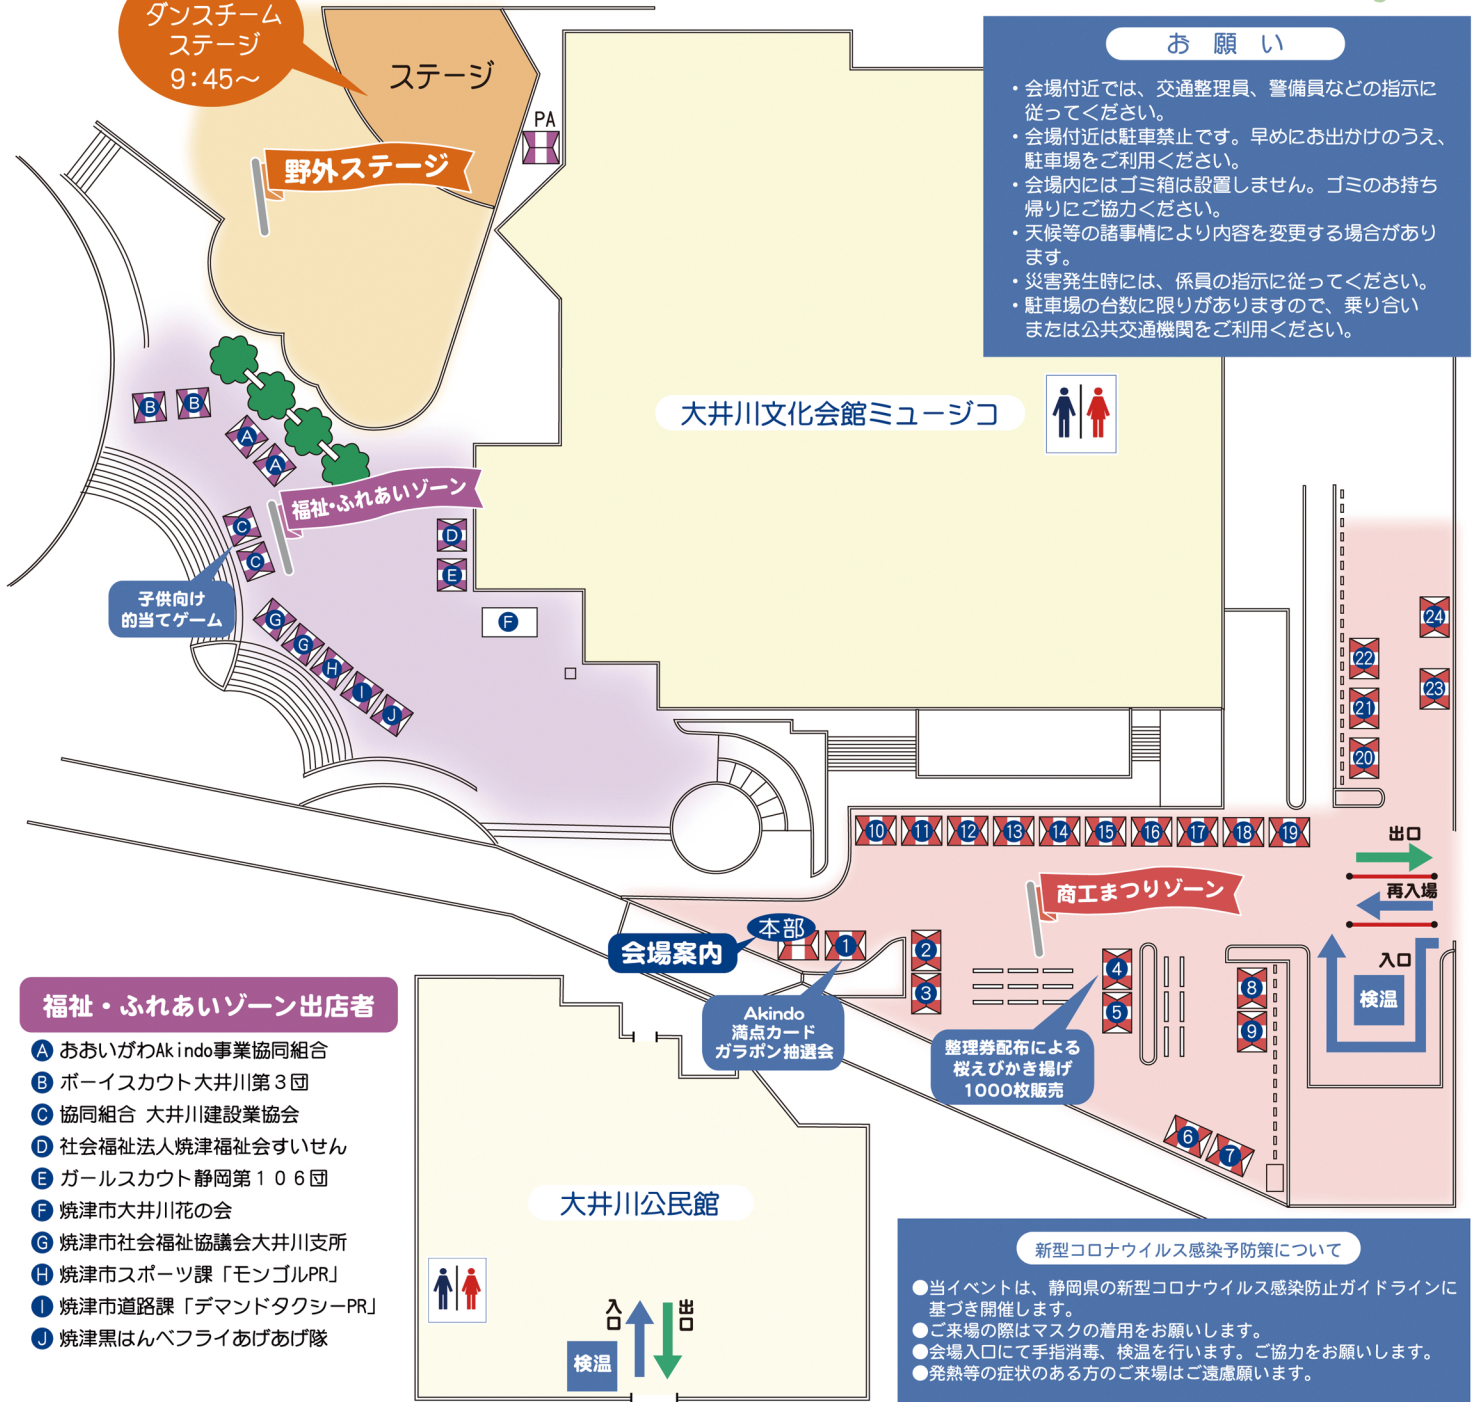 ダンスチーム
ステージ
9:45～
ステージ
PA
野外ステージ
お願い
・会場付近では、交通整理員、警備員などの指示に
従ってください。
・会場付近は駐車禁止です。早めにお出かけのうえ、
駐車場をご利用ください。
・会場内にはゴミ箱は設置しません。ゴミのお持ち
帰りにご協力ください。
・天候等の諸事情により内容を変更する場合があり
ます。
・災害発生時には、係員の指示に従ってください。
・駐車場の台数に限りがありますので、乗り合い
または公共交通機関をご利用ください。
大井川文化会館ミュージコ
B
B
A
A
福祉・ふれあいゾーン
C
C
D
E
F
子供向け
的当てゲーム
G
G
H
I
J
24
22
23
21
20
10
11
12
13
14
15
16
17
18
19
出口
再入場
入口
検温
商工まつりゾーン
本部
会場案内
1
2
3
4
5
8
9
6
7
Akindo
満点カード
ガラポン抽選会
整理券配布による
桜えびかき揚げ
1000枚販売
福祉・ふれあいゾーン出店者
A おおいがわAkindo事業協同組合
B ボーイスカウト大井川第３団
C 協同組合 大井川建設業協会
D 社会福祉法人焼津福祉会すいせん
E ガールスカウト静岡第１０６団
F 焼津市大井川花の会
G 焼津市社会福祉協議会大井川支所
H 焼津市スポーツ課「モンゴルPR」
I 焼津市道路課「デマンドタクシーPR」
J 焼津黒はんぺフライあげあげ隊
大井川公民館
入口
出口
検温
新型コロナウイルス感染予防策について
●当イベントは、静岡県の新型コロナウイルス感染防止ガイドラインに
基づき開催します。
●ご来場の際はマスクの着用をお願いします。
●会場入口にて手指消毒、検温を行います。ご協力をお願いします。
●発熱等の症状のある方のご来場はご遠慮願います。